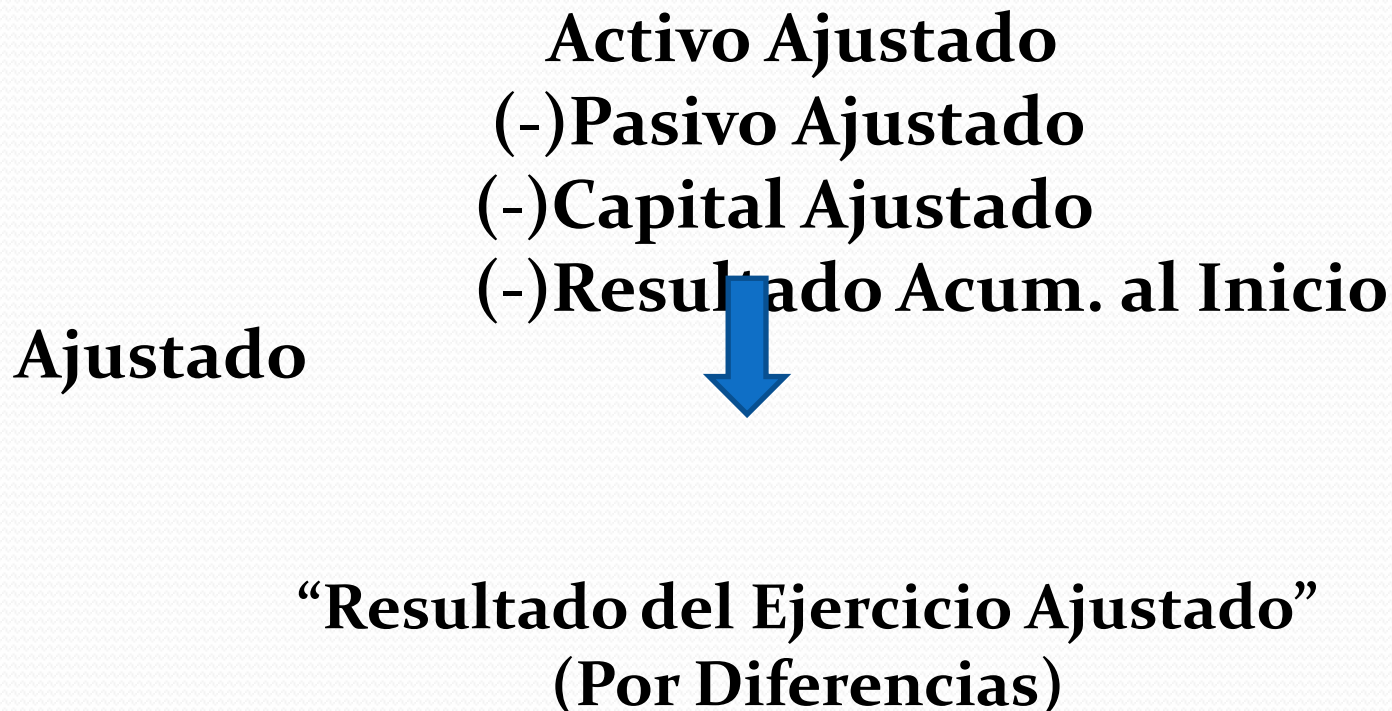 Activo Ajustado
(-)Pasivo Ajustado
(-)Capital Ajustado
(-)Resultado Acum. al Inicio
Ajustado
“Resultado del Ejercicio Ajustado”
(Por Diferencias)